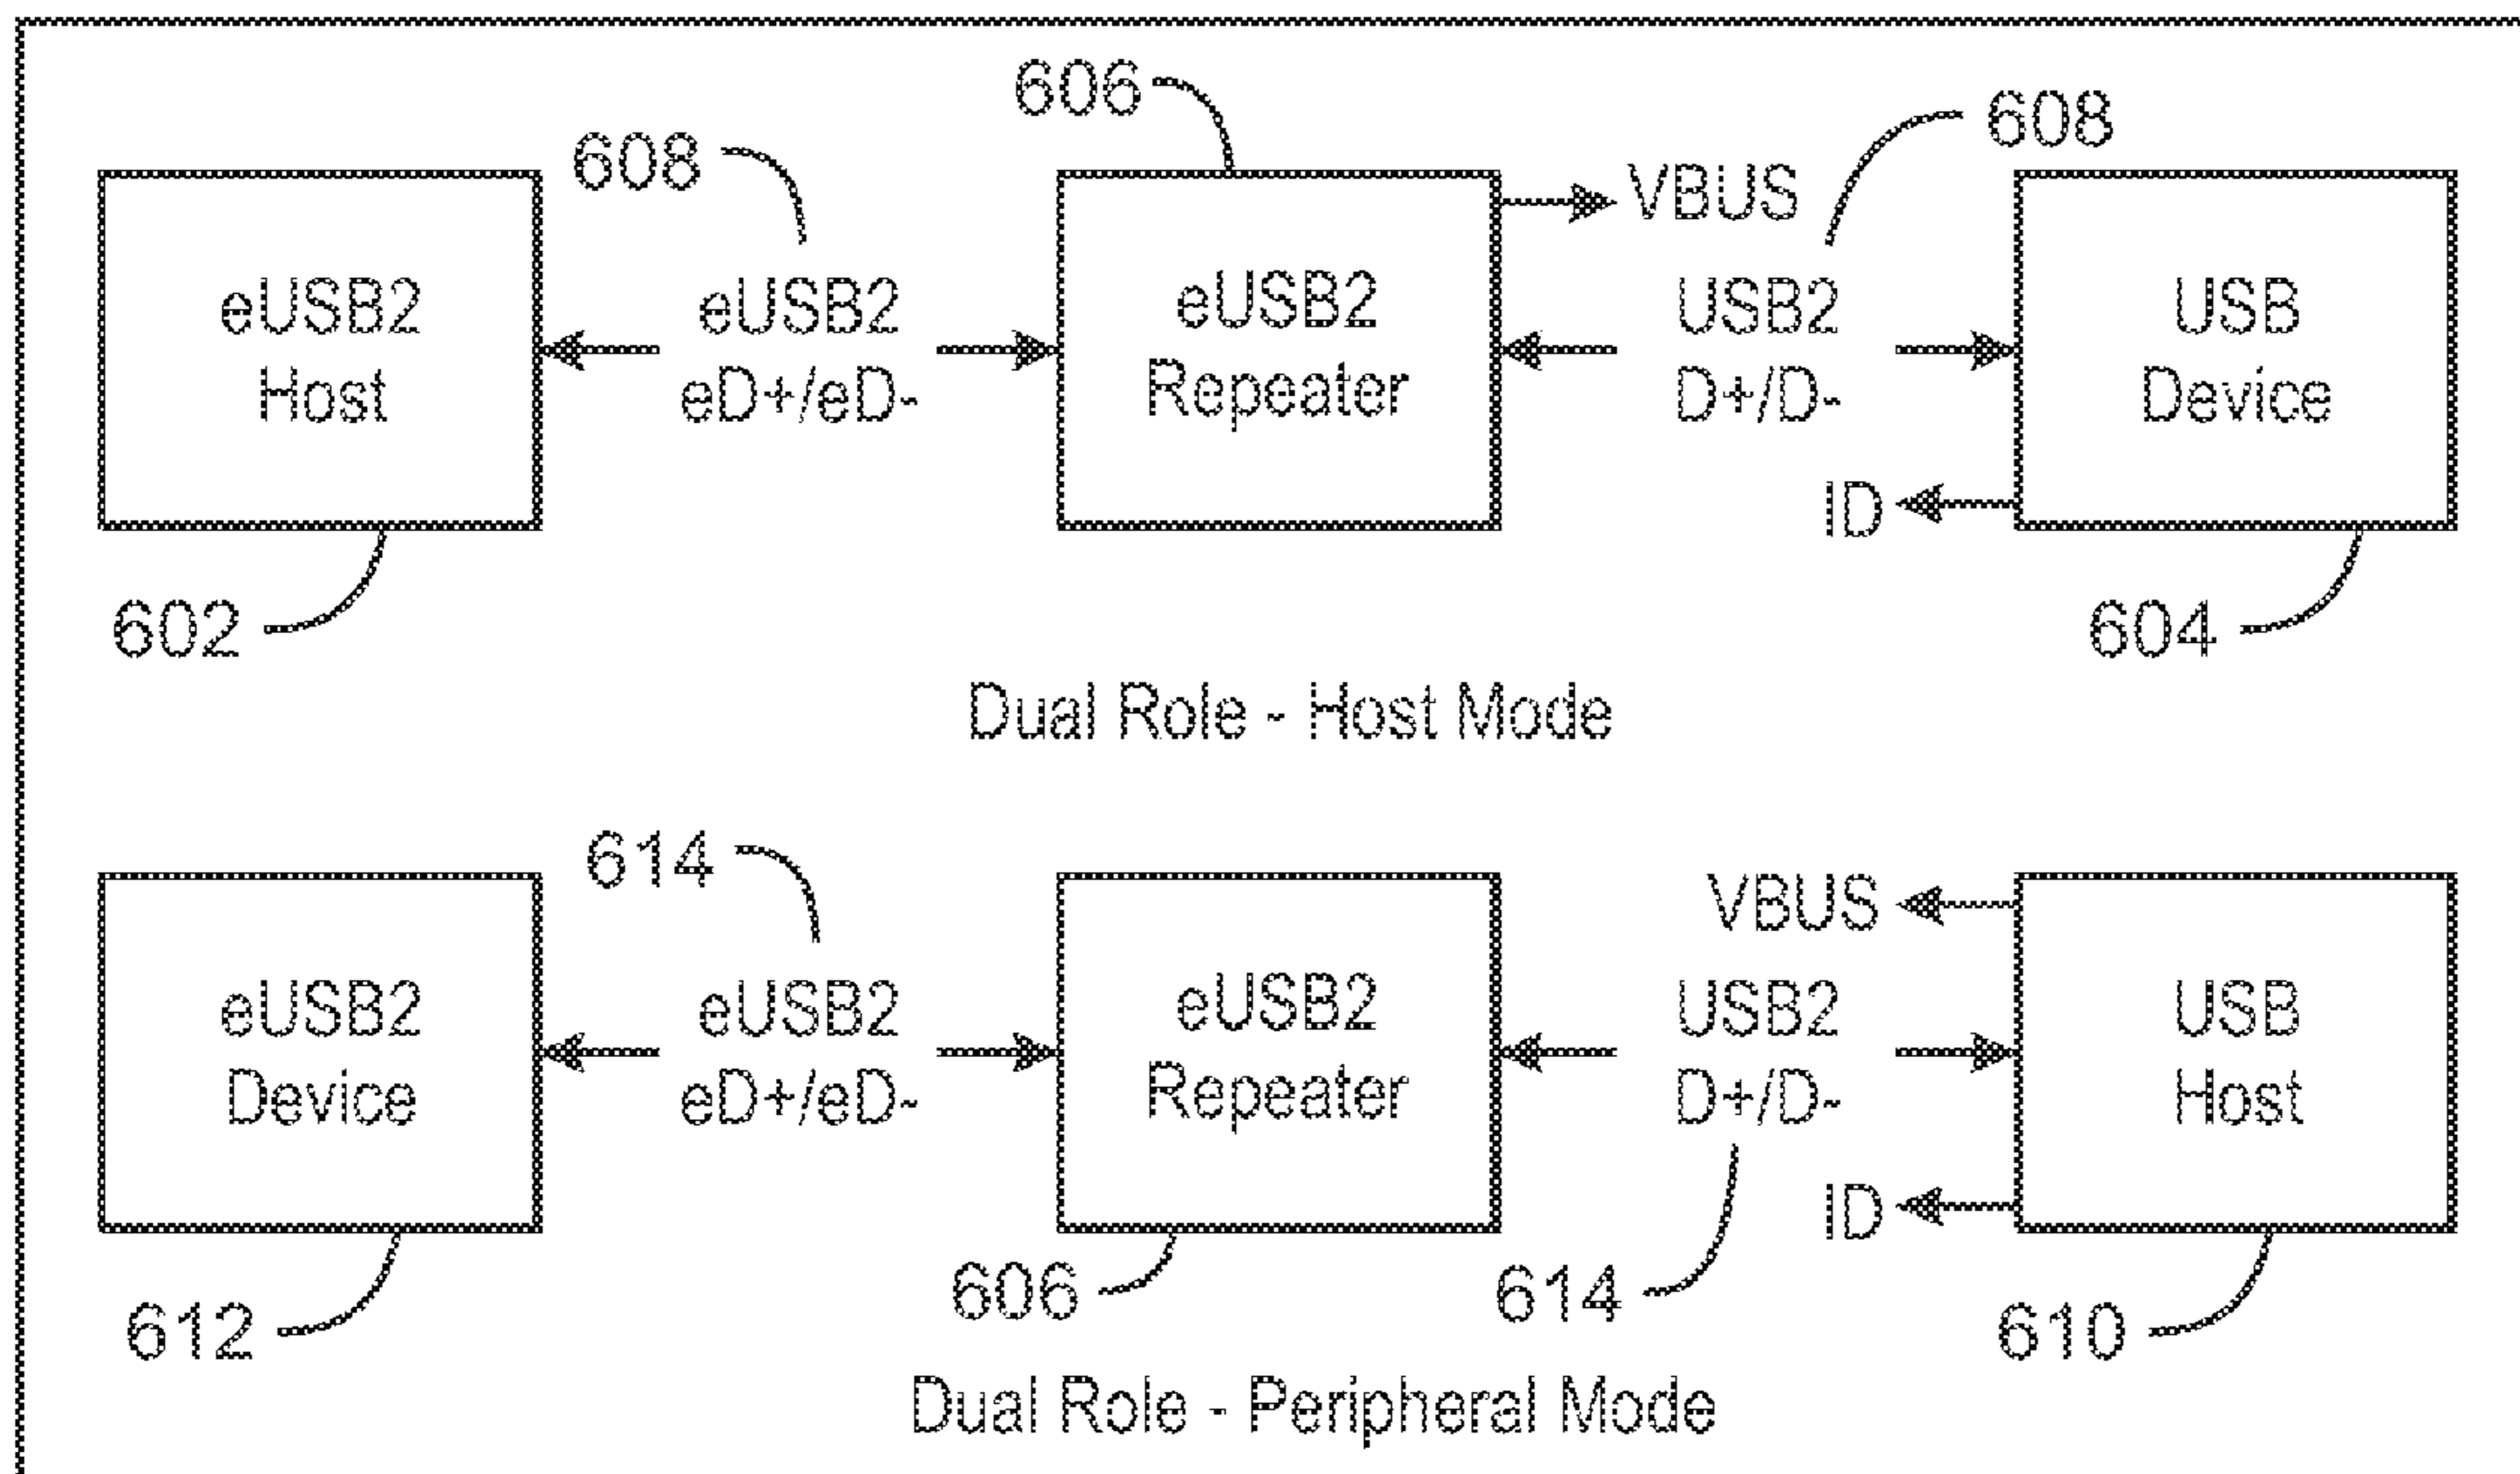 606
608
608
VBUS
eUSB2
Host
eUSB2
eD+/eD-
eUSB2
Repeater
USB2
D+/D-
USB
Device
ID
602
604
Dual Role - Host Mode
614
VBUS
eUSB2
Device
eUSB2
eD+/eD-
eUSB2
Repeater
USB2
D+/D-
USB
Host
ID
606
614
612
610
Dual Role - Peripheral Mode